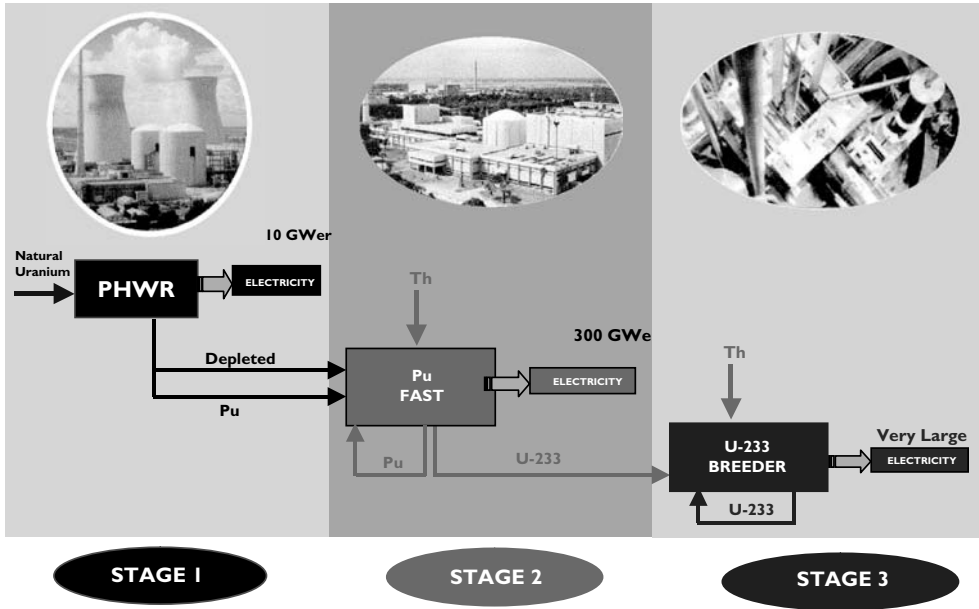 10 GWer
Natural
Uranium
PHWR
ELECTRICITY
Depleted
Pu
Th
300 GWe
Pu
FAST
ELECTRICITY
Pu
U-233
Th
Very Large
U-233
BREEDER
ELECTRICITY
U-233
STAGE 1
STAGE 2
STAGE 3